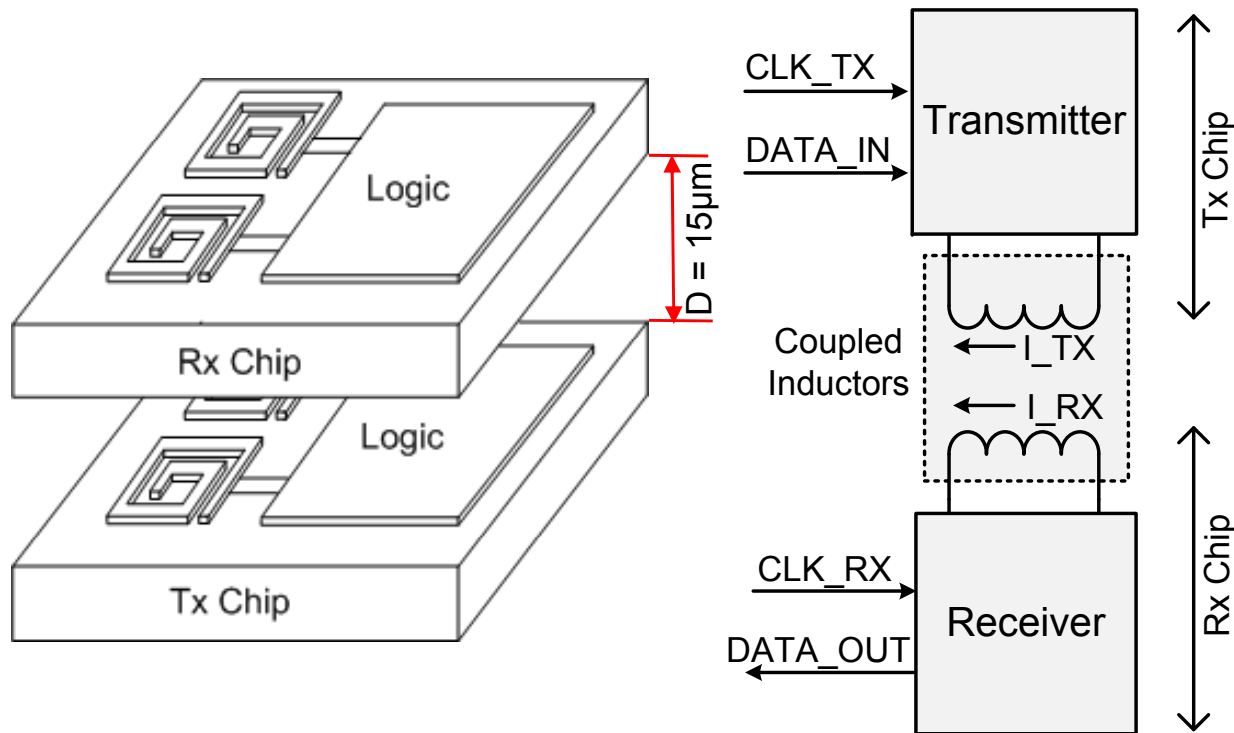 Logic
Rx Chip
D = 15μm
Logic
Tx Chip
CLK_TX
DATA_IN
Transmitter
Tx Chip
Coupled
Inductors
I_TX
I_RX
CLK_RX
DATA_OUT
Receiver
Rx Chip